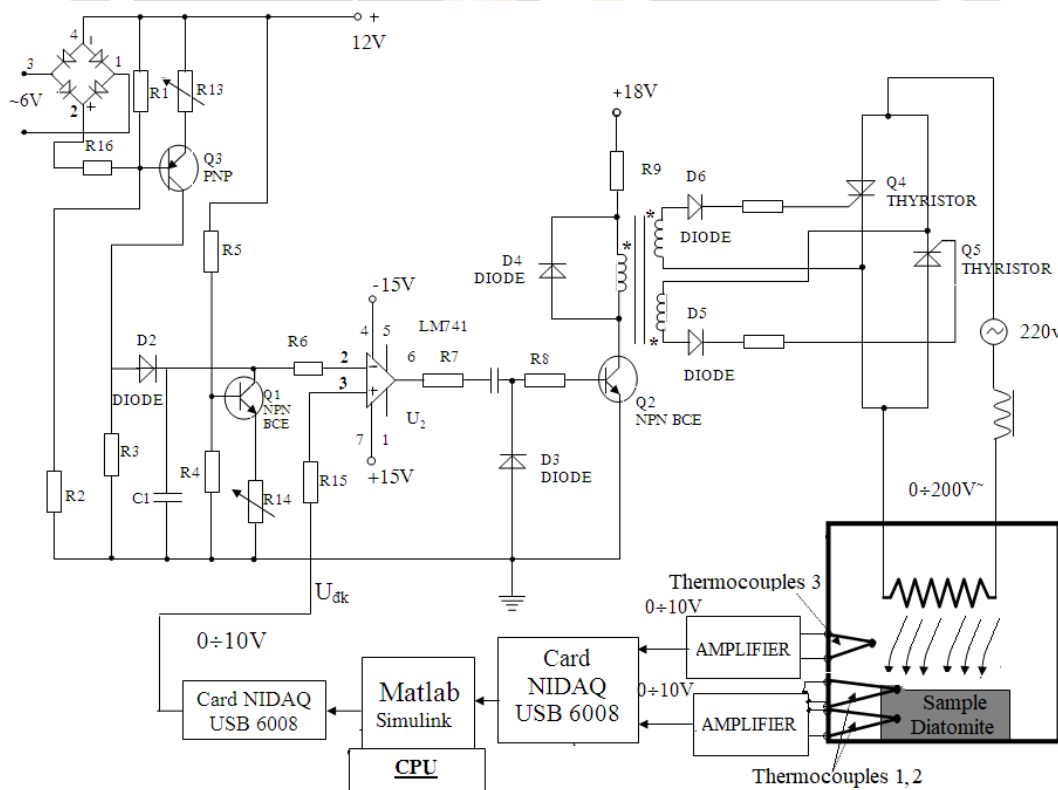 4
-
+
12V
3
1
R1
R13
~6V
2
+
R16
Q3
PNP
+18V
R9
D6
Q4
THYRISTOR
DIODE
R5
D4
DIODE
Q5
THYRISTOR
-15V
4
5
LM741
D5
DIODE
220v
D2
DIODE
R6
2
3
6
R7
R8
Q1
NPN
BCE
U2
Q2
NPN BCE
7
1
+15V
R3
R4
R14
R15
D3
DIODE
R2
C1
0÷200V~
Uđk
Thermocouples 3
0÷10V
0÷10V
AMPLIFIER
Card
NIDAQ
USB 6008
0÷10V
Matlab
Simulink
Card NIDAQ
USB 6008
AMPLIFIER
Sample
Diatomite
CPU
Thermocouples 1,2